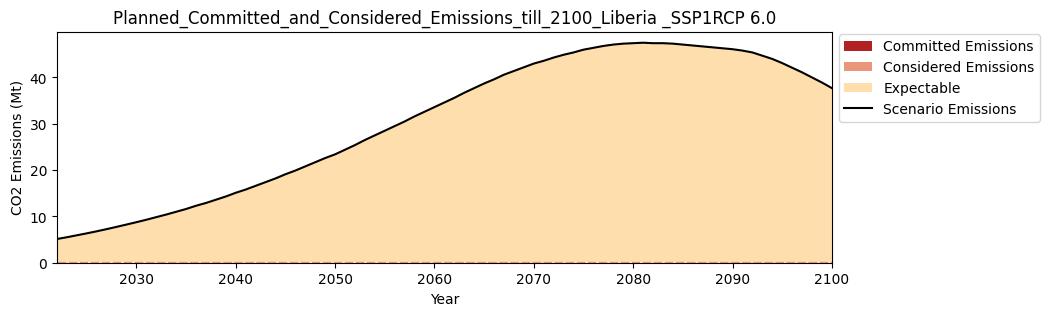 Planned_Committed_and_Considered_Emissions_till_2100_Liberia _SSP1RCP 6.0
Committed Emissions
Considered Emissions
Expectable
Scenario Emissions
CO2 Emissions (Mt)
40
30
20
10
0
2030 2040 2050 2060 2070 2080 2090 2100
Year